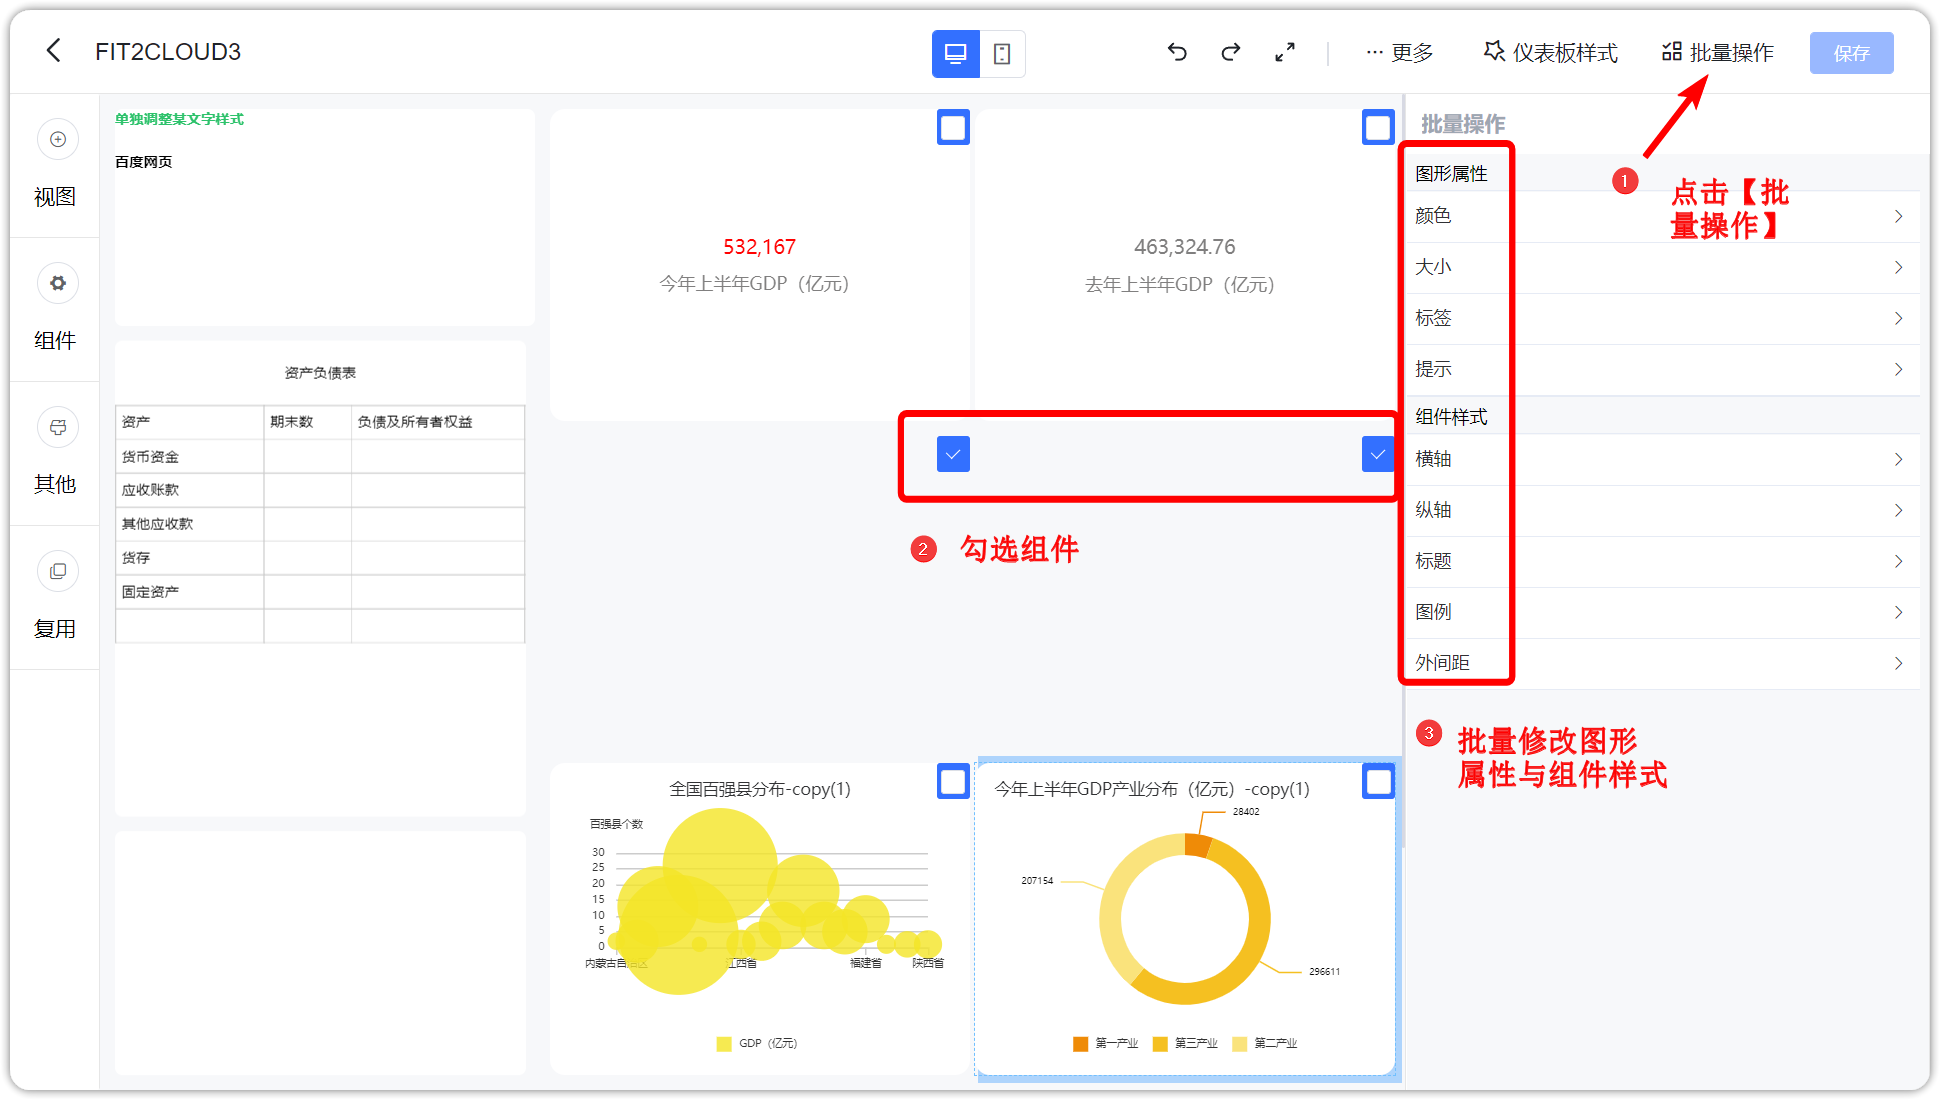 FIT2CLOUD3
更多
仪表板样式
批量操作
保存
视图
组件
其他
复用
单独调整某文字样式
百度网页
资产负债表
资产 期末数 负债及所有者权益
货币资金
应收账款
其他应收款
货存
固定资产
532,167
今年上半年GDP（亿元）
463,324.76
去年上半年GDP（亿元）
2 勾选组件
全国百强县分布-copy(1)
百强县个数
30
25
20
15
10
5
0
内蒙古自治区 江西省 福建省 陕西省
GDP（亿元）
今年上半年GDP产业分布（亿元）-copy(1)
28402
207154
296611
第一产业 第三产业 第二产业
批量操作
1 点击【批
量操作】
图形属性
颜色
大小
标签
提示
组件样式
横轴
纵轴
标题
图例
外间距
3 批量修改图形
属性与组件样式